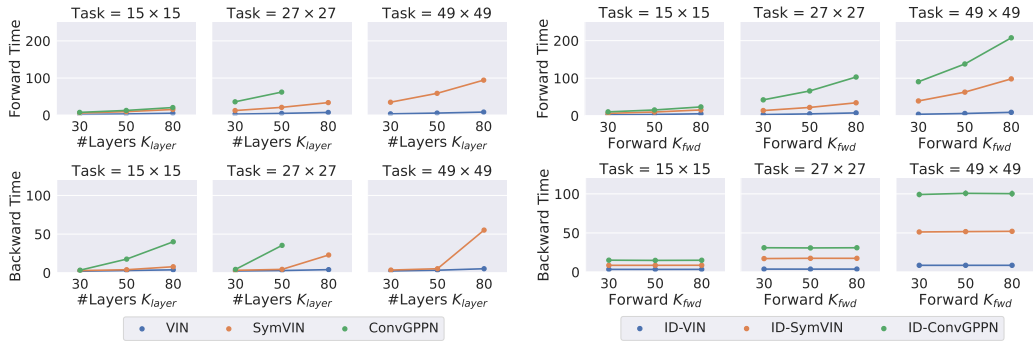 Task = 15 × 15 Task = 27 × 27 Task = 49 × 49
Forward Time
200
100
0
30 50 80 30 50 80 30 50 80
#Layers K_layer #Layers K_layer #Layers K_layer
Task = 15 × 15 Task = 27 × 27 Task = 49 × 49
Backward Time
100
50
0
30 50 80 30 50 80 30 50 80
#Layers K_layer #Layers K_layer #Layers K_layer
VIN SymVIN ConvGPPN
Task = 15 × 15 Task = 27 × 27 Task = 49 × 49
Forward Time
200
100
0
30 50 80 30 50 80 30 50 80
Forward K_fwd Forward K_fwd Forward K_fwd
Task = 15 × 15 Task = 27 × 27 Task = 49 × 49
Backward Time
100
50
0
30 50 80 30 50 80 30 50 80
Forward K_fwd Forward K_fwd Forward K_fwd
ID-VIN ID-SymVIN ID-ConvGPPN